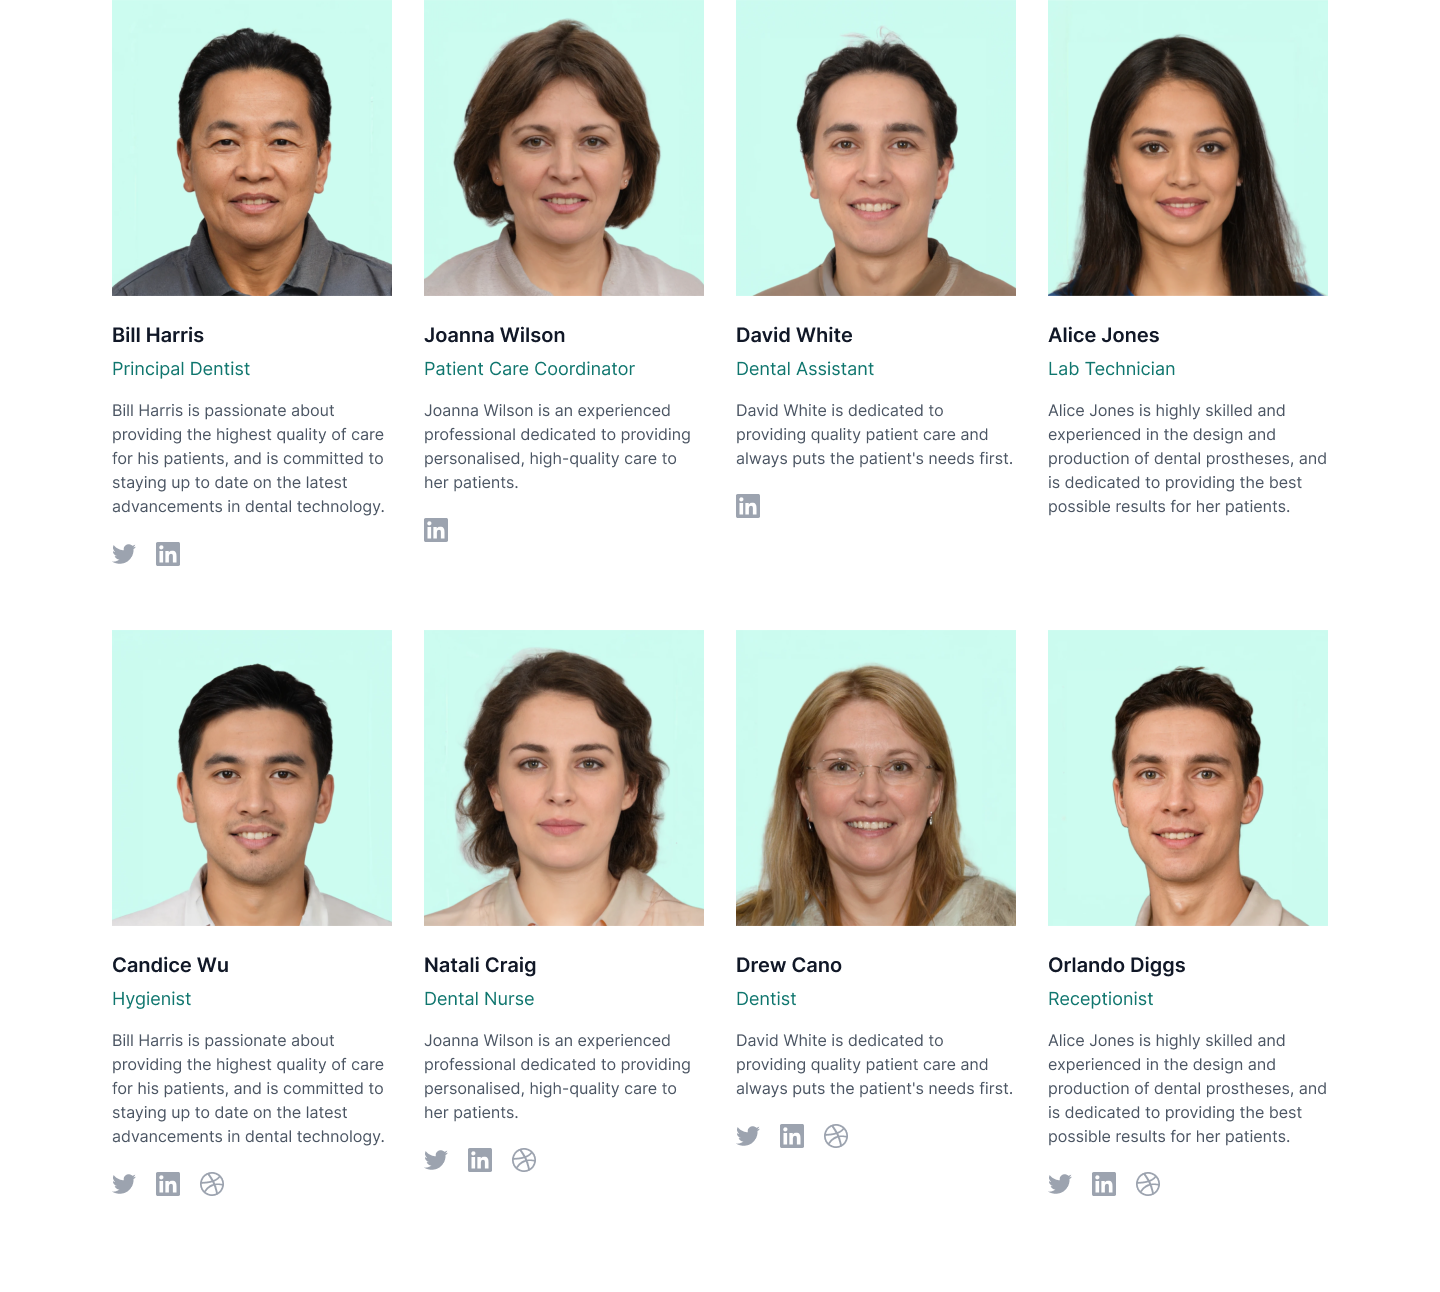 Bill Harris
Principal Dentist
Bill Harris is passionate about
providing the highest quality of care
for his patients, and is committed to
staying up to date on the latest
advancements in dental technology.
Joanna Wilson
Patient Care Coordinator
Joanna Wilson is an experienced
professional dedicated to providing
personalised, high-quality care to
her patients.
David White
Dental Assistant
David White is dedicated to
providing quality patient care and
always puts the patient's needs first.
Alice Jones
Lab Technician
Alice Jones is highly skilled and
experienced in the design and
production of dental prostheses, and
is dedicated to providing the best
possible results for her patients.
Candice Wu
Hygienist
Bill Harris is passionate about
providing the highest quality of care
for his patients, and is committed to
staying up to date on the latest
advancements in dental technology.
Natali Craig
Dental Nurse
Joanna Wilson is an experienced
professional dedicated to providing
personalised, high-quality care to
her patients.
Drew Cano
Dentist
David White is dedicated to
providing quality patient care and
always puts the patient's needs first.
Orlando Diggs
Receptionist
Alice Jones is highly skilled and
experienced in the design and
production of dental prostheses, and
is dedicated to providing the best
possible results for her patients.